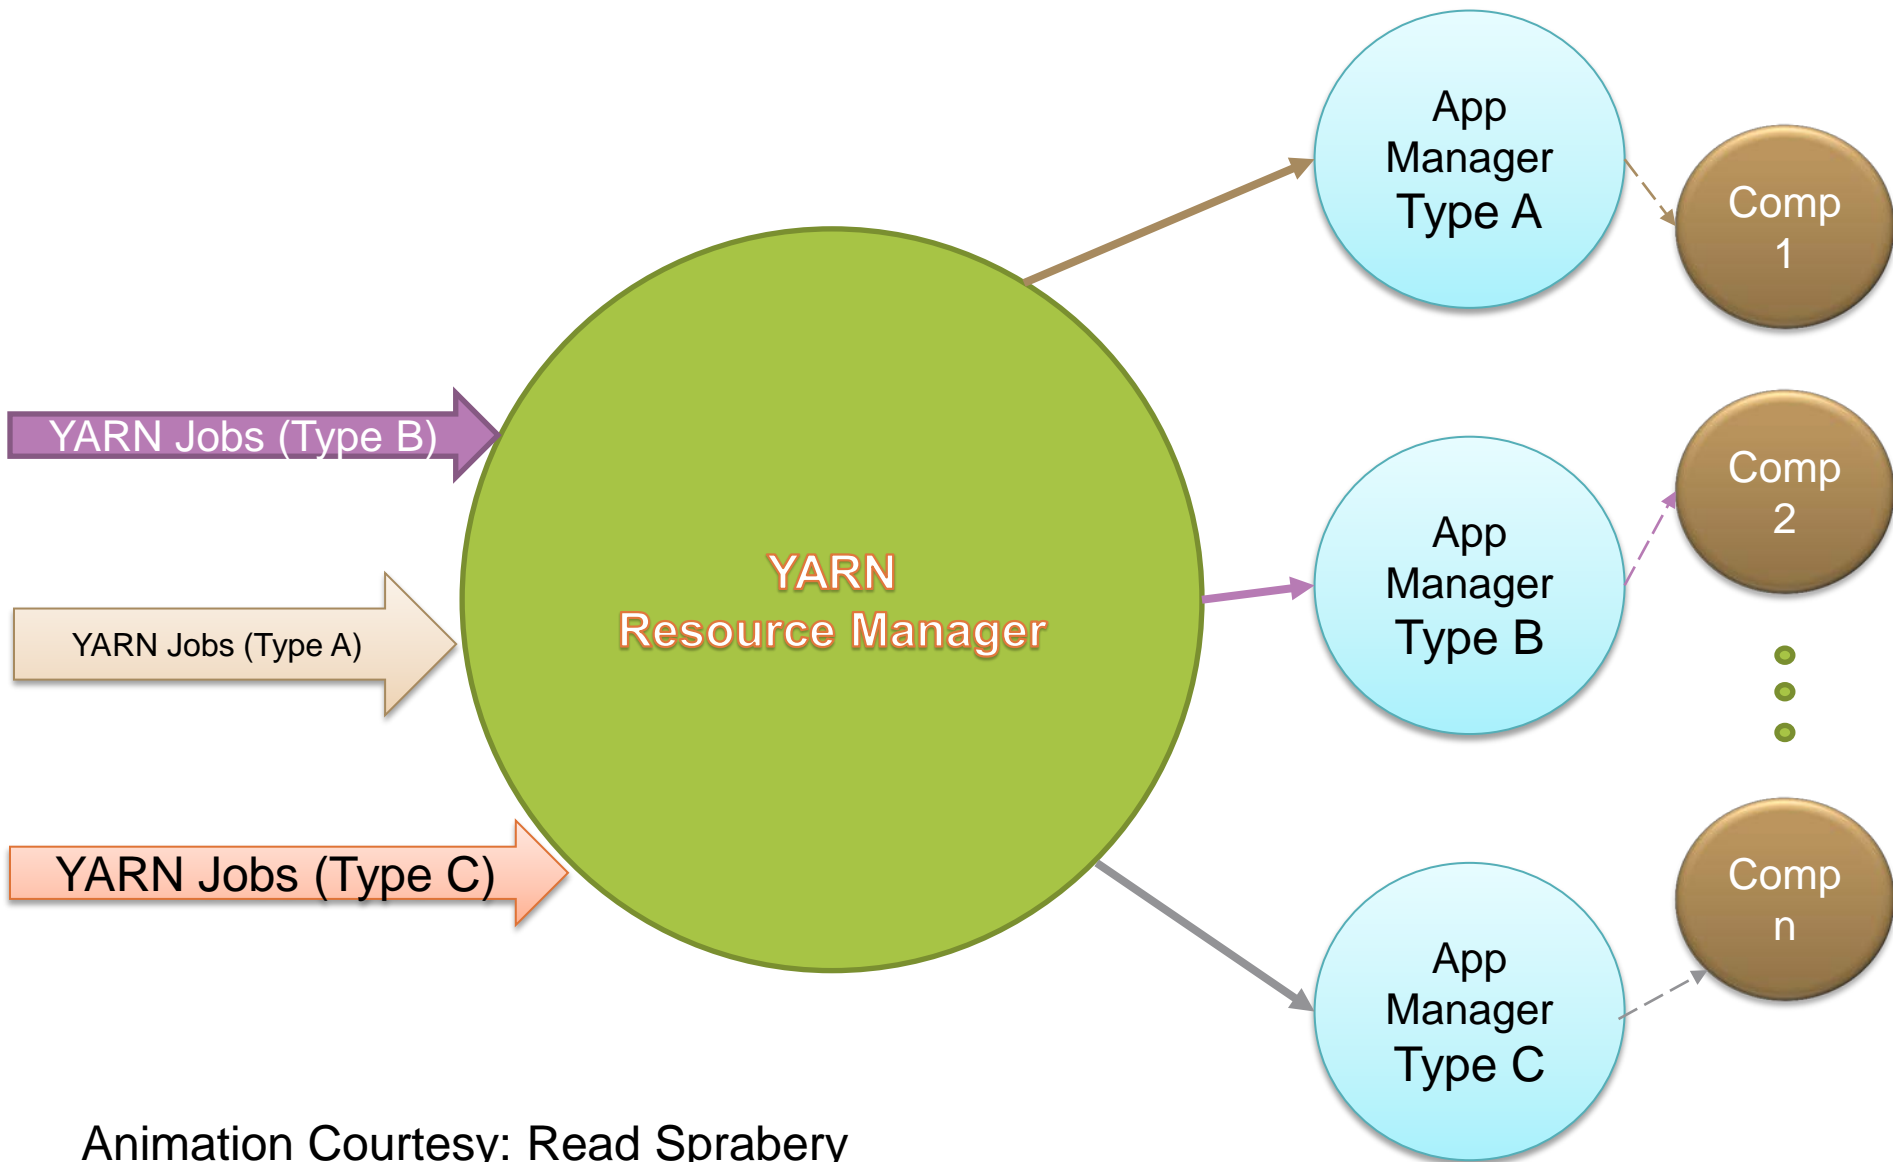 App
Manager
Type A
Comp
1
YARN Jobs (Type B)
Comp
2
YARN
Resource Manager
App
Manager
Type B
YARN Jobs (Type A)
YARN Jobs (Type C)
Comp
n
App
Manager
Type C
Animation Courtesy: Read Sprabery